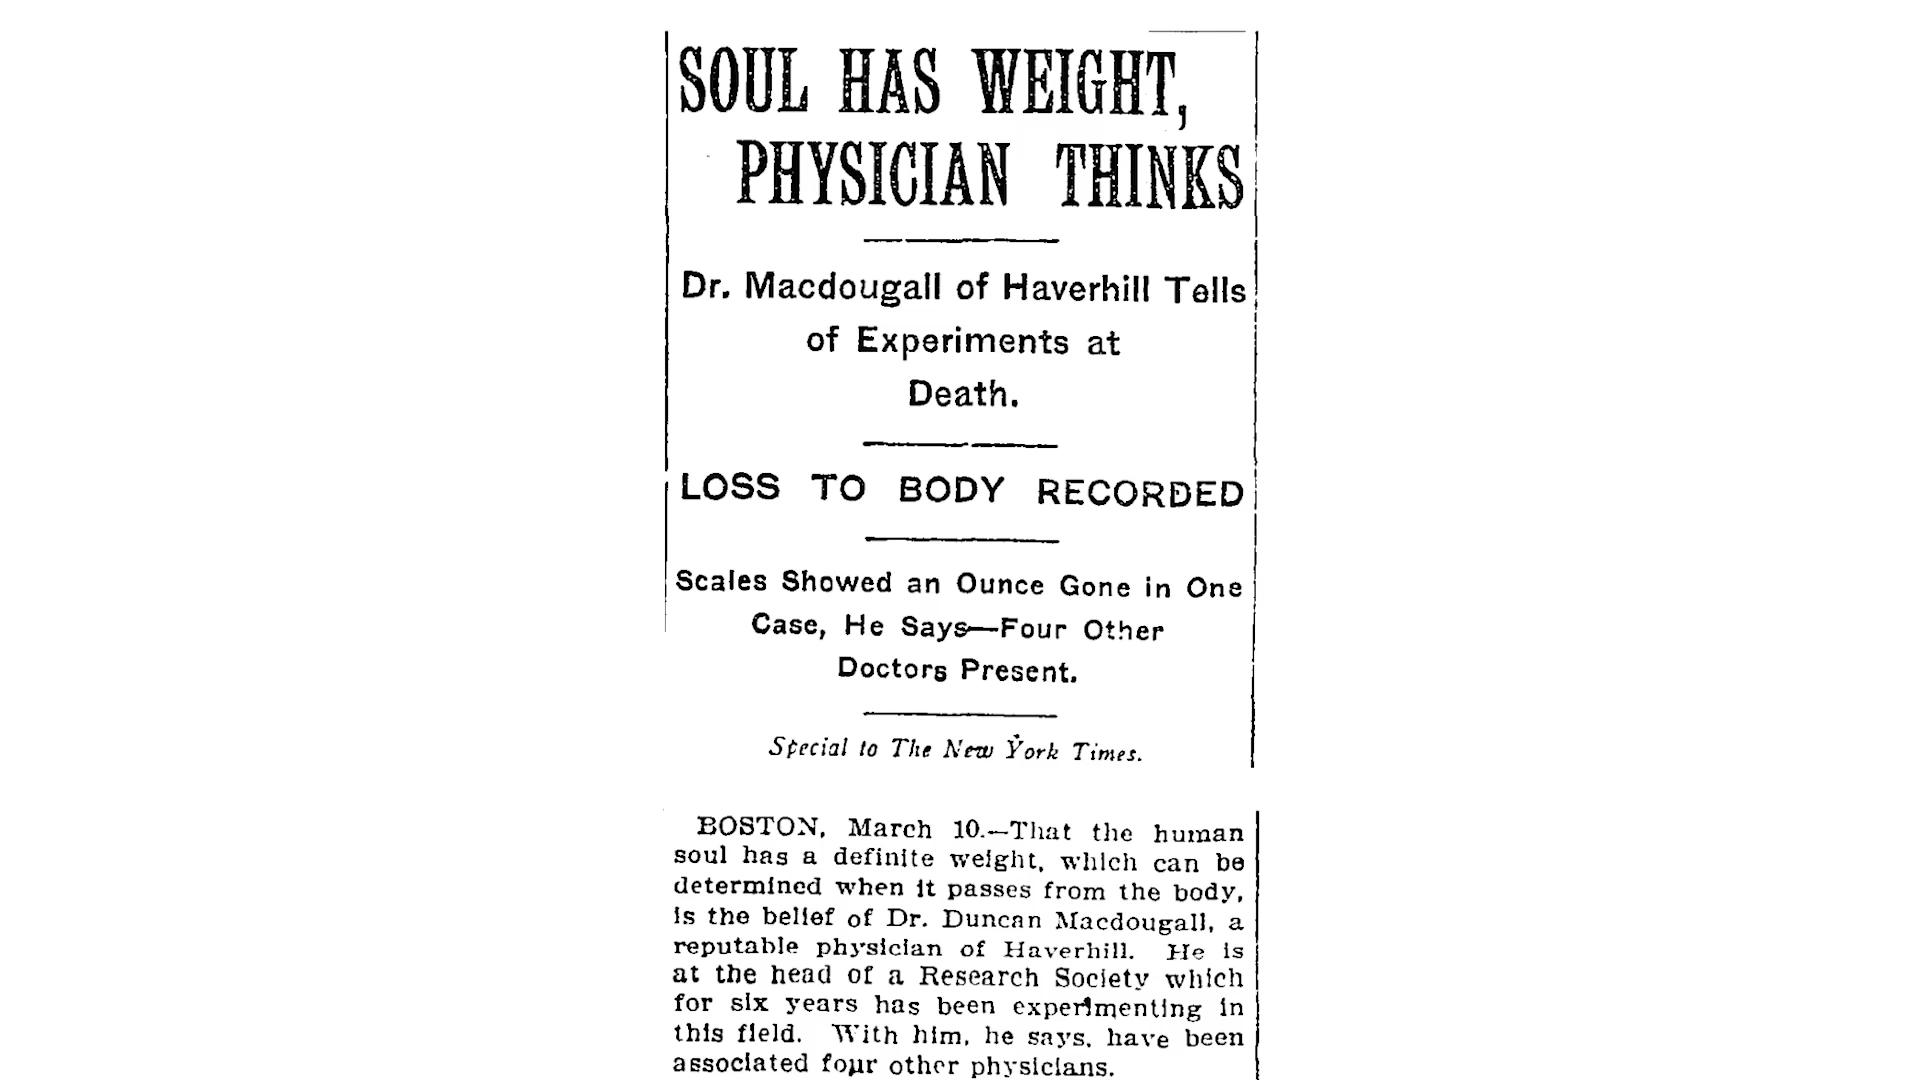 SOUL HAS WEIGHT,
PHYSICIAN THINKS
Dr. Macdougall of Haverhill Tells
of Experiments at
Death.
LOSS TO BODY RECORDED
Scales Showed an Ounce Gone in One
Case, He Says—Four Other
Doctors Present.
Special to The New York Times.
BOSTON, March 10.—That the human
soul has a definite weight, which can be
determined when it passes from the body,
is the belief of Dr. Duncan Macdougall, a
reputable physician of Haverhill. He is
at the head of a Research Society which
for six years has been experimenting in
this field. With him, he says, have been
associated four other physicians.